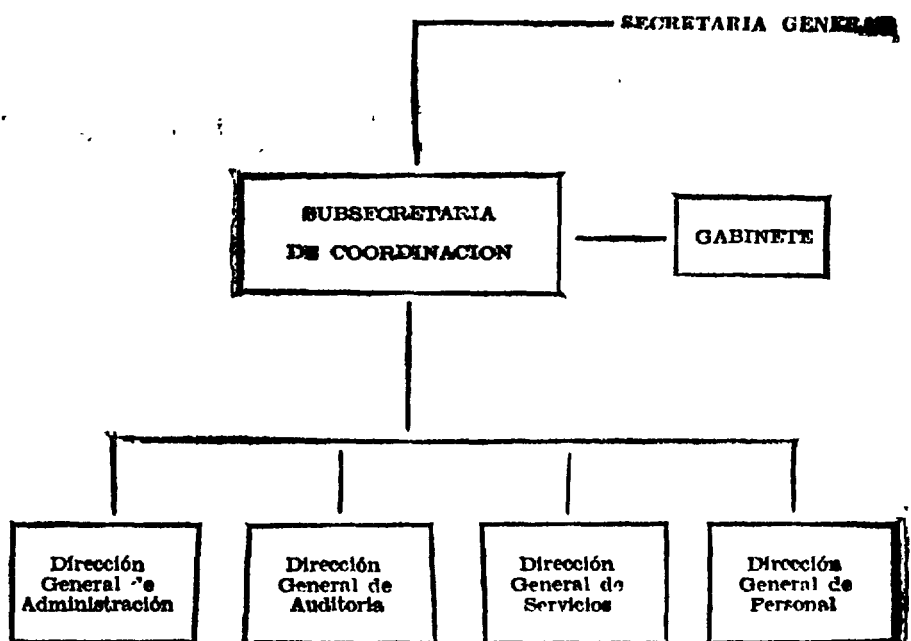 SECRETARIA GENERAL
SUBSECRETARIA
DE COORDINACION
GABINETE
Dirección
General de
Administración
Dirección
General de
Auditoria
Dirección
General de
Servicios
Dirección
General de
Personal